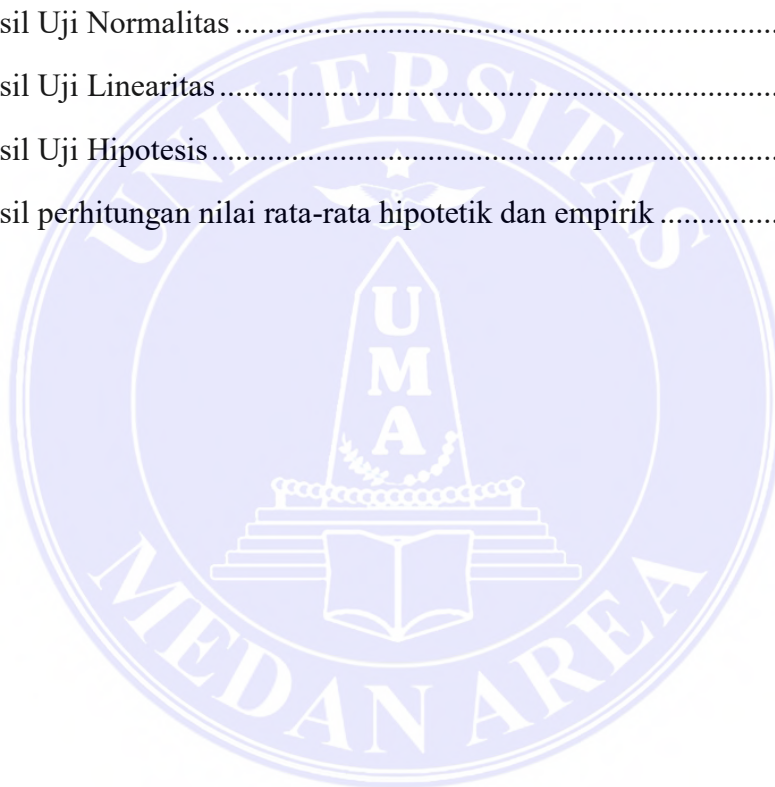 sil Uji Normalitas ..........................................................................
sil Uji Linearitas ............................................................................
sil Uji Hipotesis .............................................................................
sil perhitungan nilai rata-rata hipotetik dan empirik ...............
UNIVERSITAS
U
M
A
MEDAN AREA